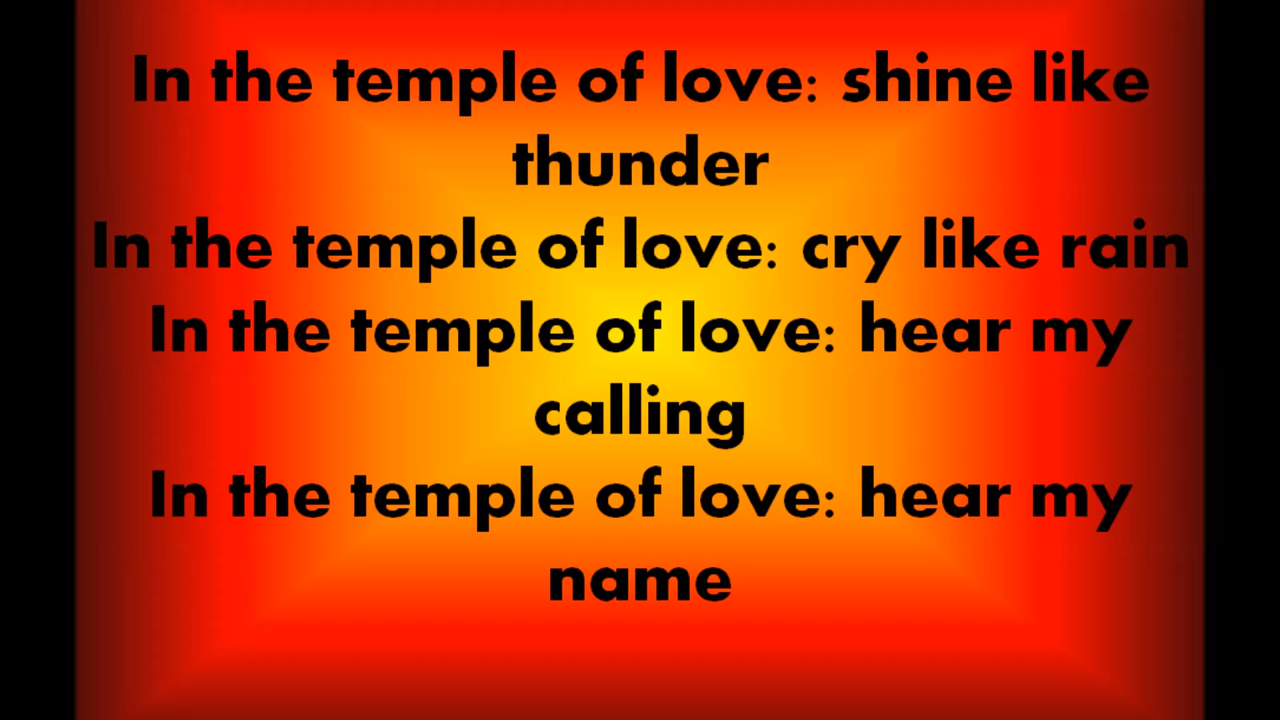 In the temple of love: shine like
thunder
In the temple of love: cry like rain
In the temple of love: hear my
calling
In the temple of love: hear my
name